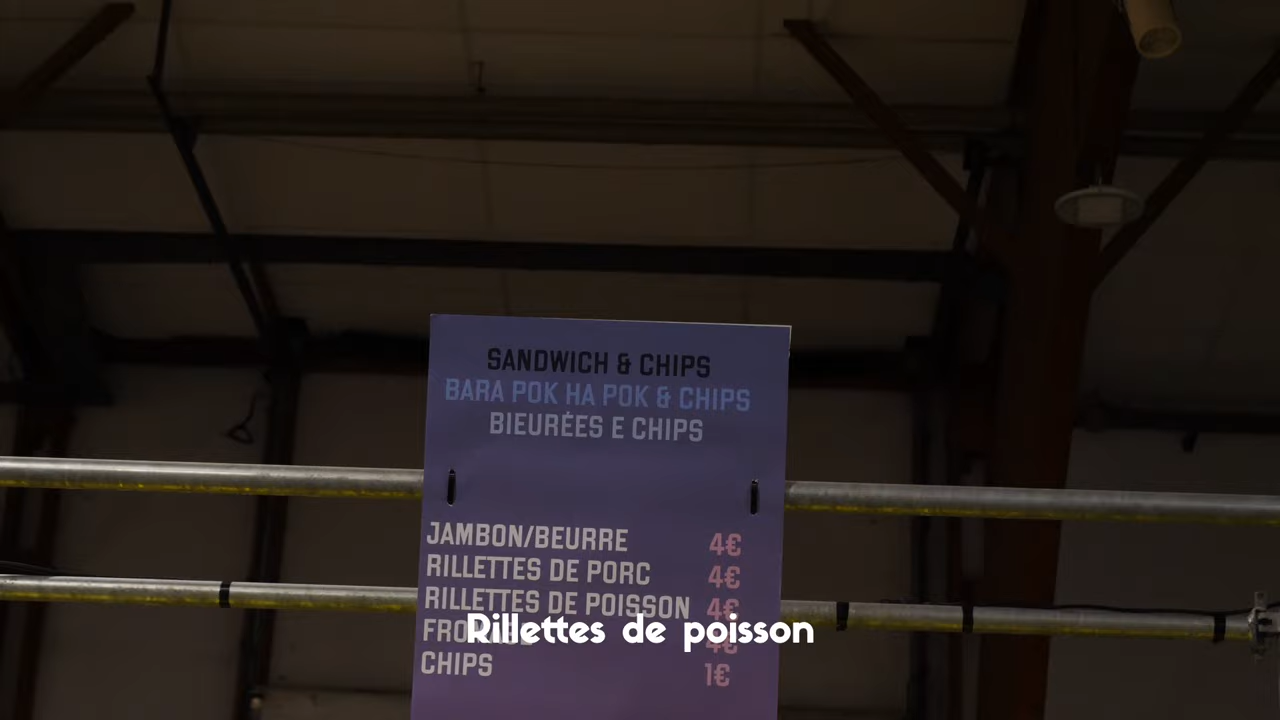 SANDWICH & CHIPS
BARA POK HA POK & CHIPS
BIEURÉES E CHIPS
JAMBON/BEURRE 4€
RILLETTES DE PORC 4€
RILLETTES DE POISSON 4€
Rillettes de poisson
4€
CHIPS 1€